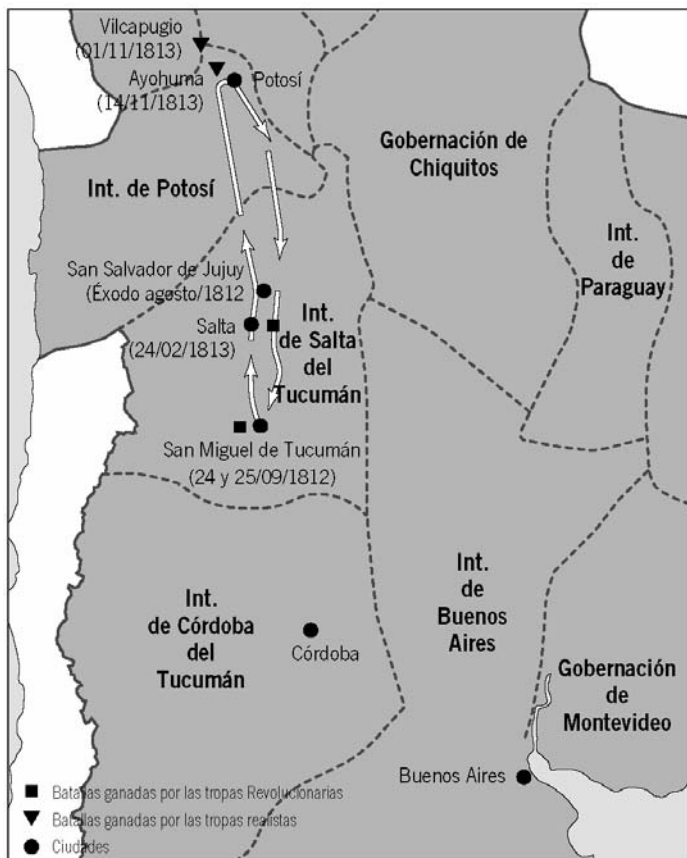 Vilcapugio
(01/11/1813)
Ayohuma
(14/11/1813)
Potosí
Gobernación de
Chiquitos
Int. de Potosí
Int.
de
Paraguay
San Salvador de Jujuy
(Éxodo agosto/1812
Salta
(24/02/1813)
Int.
de Salta
del
Tucumán
San Miguel de Tucumán
(24 y 25/09/1812)
Int.
de Córdoba
del
Tucumán
Córdoba
Int.
de
Buenos
Aires
Gobernación
de
Montevideo
Buenos Aires
Batallas ganadas por las tropas Revolucionarias
Batallas ganadas por las tropas realistas
Ciudades